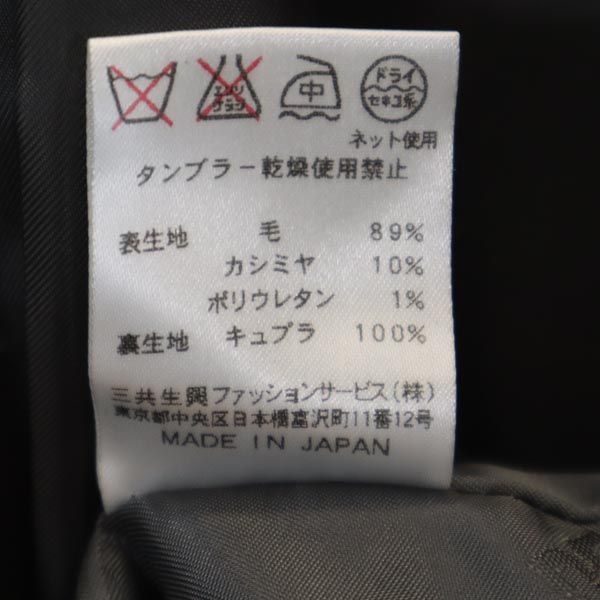 エンソ サラシ 中 ドライ セキユ系
ネット使用
タンブラー乾燥使用禁止
表生地 毛 89%
カシミヤ 10%
ポリウレタン 1%
裏生地 キュプラ 100%
三共生興ファッションサービス(株)
東京都中央区日本橋富沢町11番12号
MADE IN JAPAN